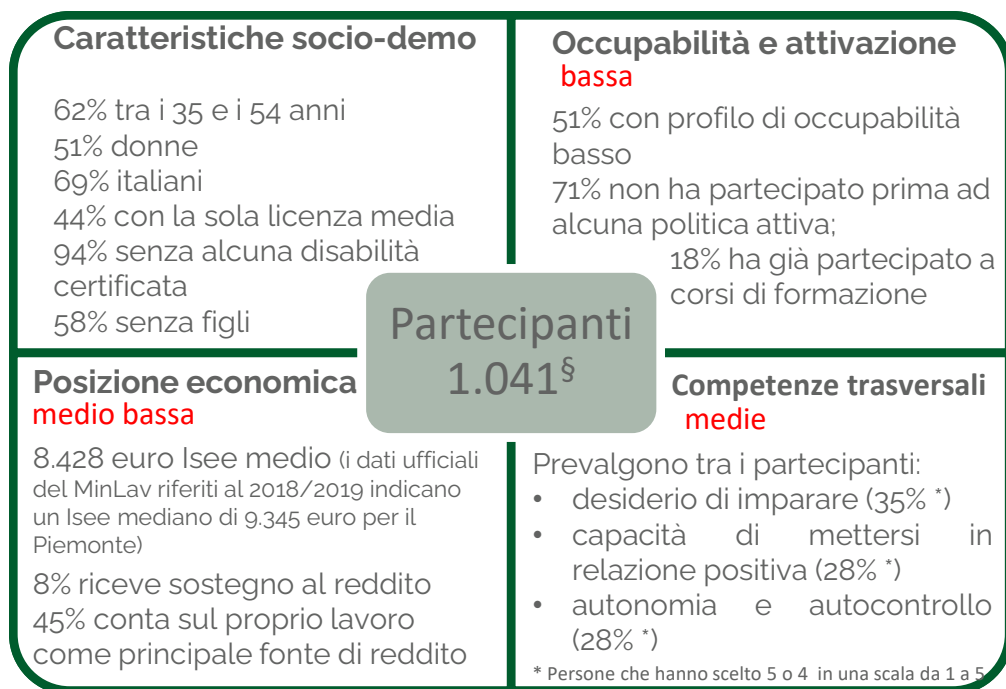 Caratteristiche socio-demo
62% tra i 35 e i 54 anni
51% donne
69% italiani
44% con la sola licenza media
94% senza alcuna disabilità
certificata
58% senza figli
Occupabilità e attivazione
bassa
51% con profilo di occupabilità
basso
71% non ha partecipato prima ad
alcuna politica attiva;
18% ha già partecipato a
corsi di formazione
Partecipanti
1.041§
Posizione economica
medio bassa
8.428 euro Isee medio (i dati ufficiali
del MinLav riferiti al 2018/2019 indicano
un Isee mediano di 9.345 euro per il
Piemonte)
8% riceve sostegno al reddito
45% conta sul proprio lavoro
come principale fonte di reddito
Competenze trasversali
medie
Prevalgono tra i partecipanti:
• desiderio di imparare (35% *)
• capacità di mettersi in
relazione positiva (28% *)
• autonomia e autocontrollo
(28% *)
* Persone che hanno scelto 5 o 4 in una scala da 1 a 5